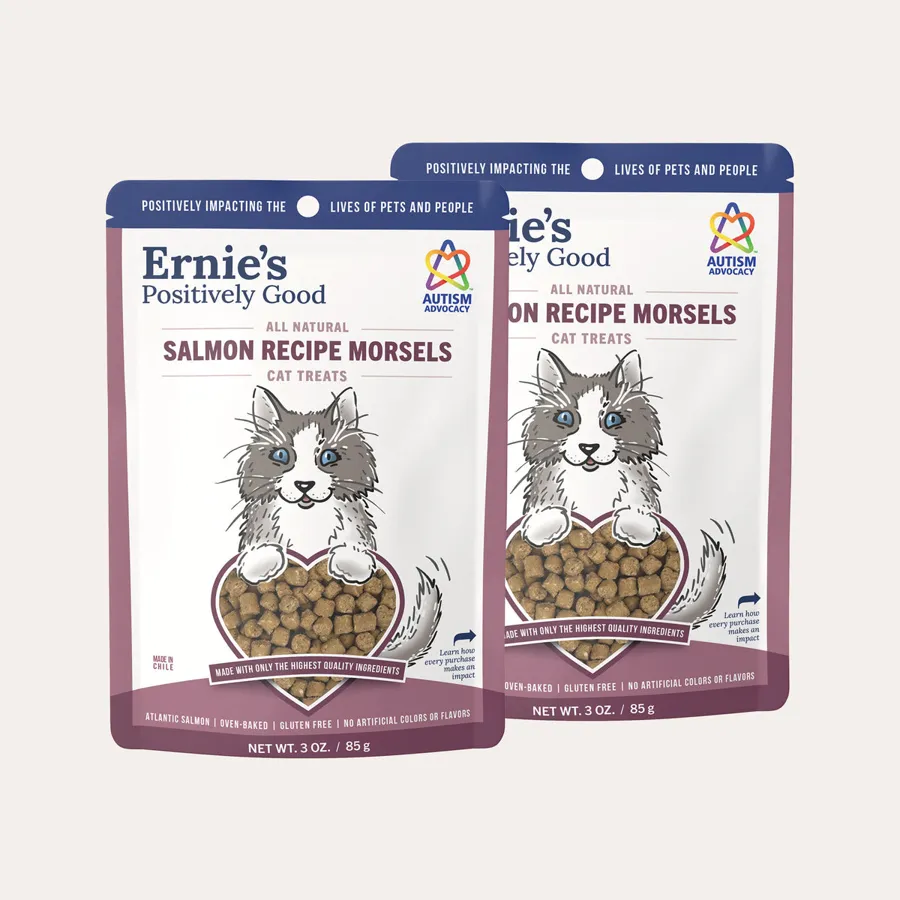 POSITIVELY IMPACTING THE LIVES OF PETS AND PEOPLE
Ernie's
Positively Good
AUTISM
ADVOCACY
ALL NATURAL
SALMON RECIPE MORSELS
CAT TREATS
MADE IN
CHILE
Learn how
every purchase
makes an
impact
MADE WITH ONLY THE HIGHEST QUALITY INGREDIENTS
ATLANTIC SALMON | OVEN-BAKED | GLUTEN FREE | NO ARTIFICIAL COLORS OR FLAVORS
NET WT. 3 OZ. / 85 g
POSITIVELY IMPACTING THE LIVES OF PETS AND PEOPLE
ie's
ely Good
AUTISM
ADVOCACY
ALL NATURAL
ON RECIPE MORSELS
CAT TREATS
Learn how
every purchase
makes an
impact
ADE WITH ONLY THE HIGHEST QUALITY INGREDIENTS
OVEN-BAKED | GLUTEN FREE | NO ARTIFICIAL COLORS OR FLAVORS
NET WT. 3 OZ. / 85 g